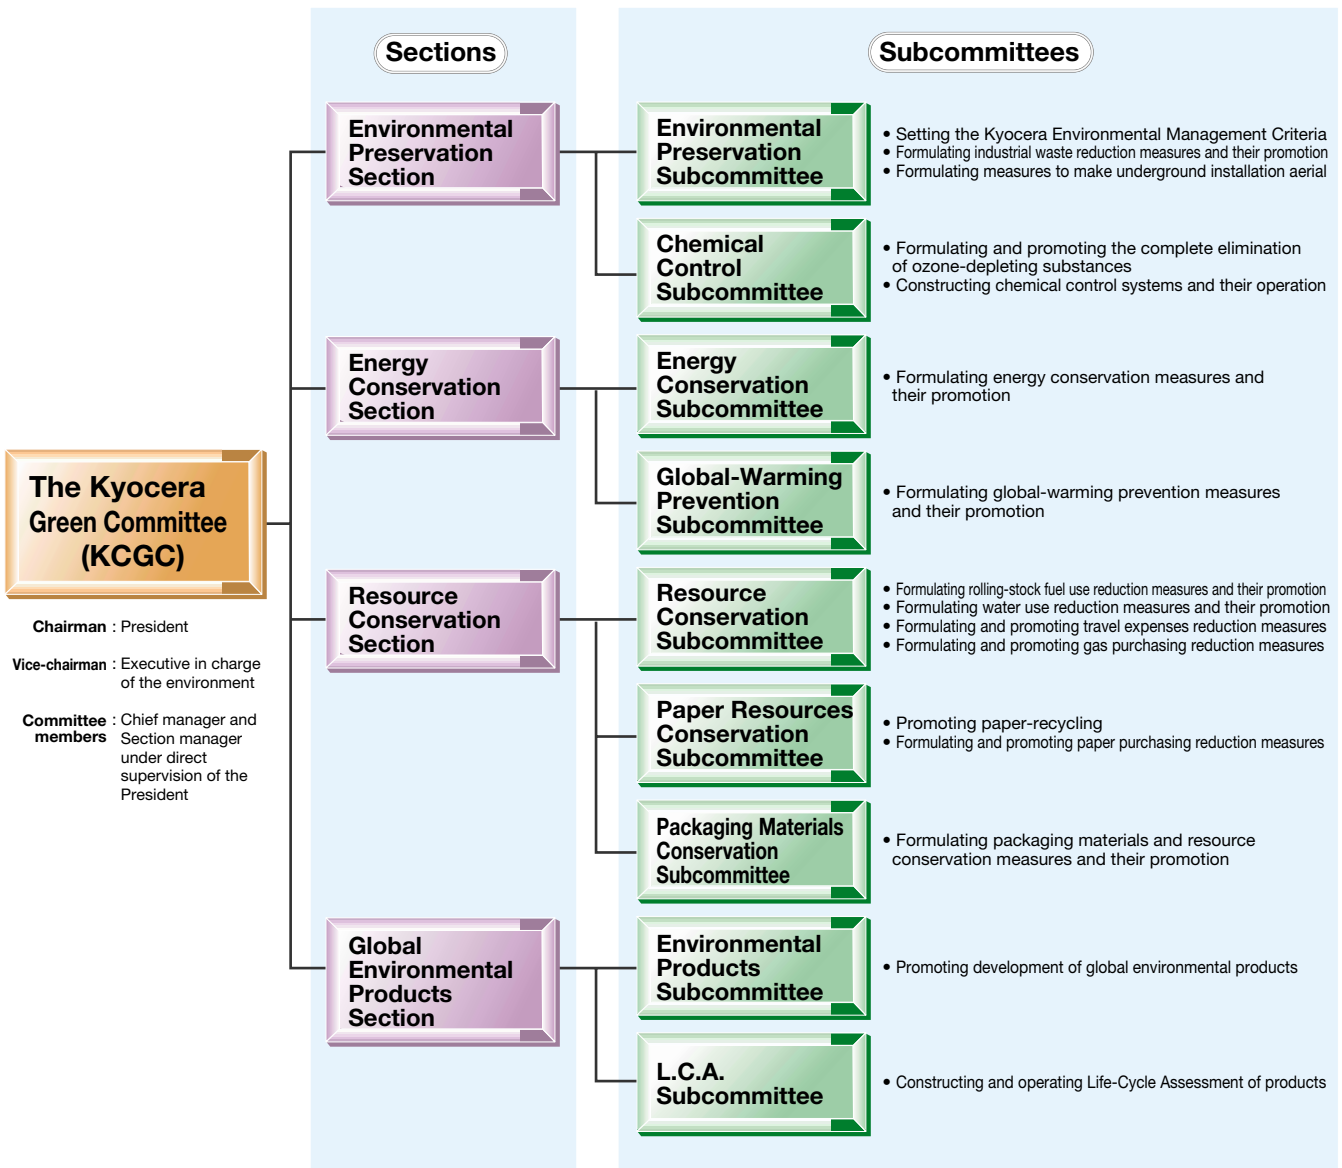 Sections
Subcommittees
The Kyocera
Green Committee
(KCGC)
Chairman : President
Vice-chairman : Executive in charge
of the environment
Committee : Chief manager and
members Section manager
under direct
supervision of the
President
Environmental
Preservation
Section
Environmental
Preservation
Subcommittee
• Setting the Kyocera Environmental Management Criteria
• Formulating industrial waste reduction measures and their promotion
• Formulating measures to make underground installation aerial
Chemical
Control
Subcommittee
• Formulating and promoting the complete elimination
of ozone-depleting substances
• Constructing chemical control systems and their operation
Energy
Conservation
Section
Energy
Conservation
Subcommittee
• Formulating energy conservation measures and
their promotion
Global-Warming
Prevention
Subcommittee
• Formulating global-warming prevention measures
and their promotion
Resource
Conservation
Section
Resource
Conservation
Subcommittee
• Formulating rolling-stock fuel use reduction measures and their promotion
• Formulating water use reduction measures and their promotion
• Formulating and promoting travel expenses reduction measures
• Formulating and promoting gas purchasing reduction measures
Paper Resources
Conservation
Subcommittee
• Promoting paper-recycling
• Formulating and promoting paper purchasing reduction measures
Packaging Materials
Conservation
Subcommittee
• Formulating packaging materials and resource
conservation measures and their promotion
Global
Environmental
Products
Section
Environmental
Products
Subcommittee
• Promoting development of global environmental products
L.C.A.
Subcommittee
• Constructing and operating Life-Cycle Assessment of products